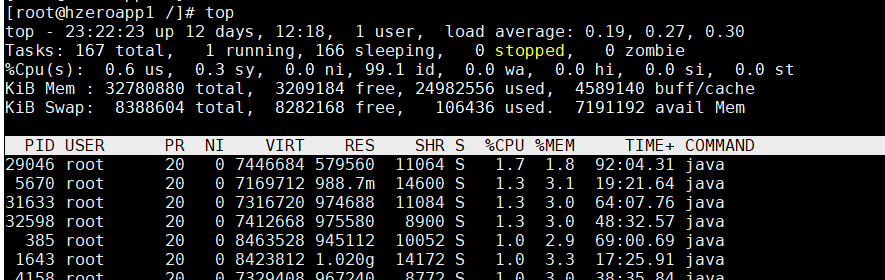 [root@hzeroapp1 /]# top
top - 23:22:23 up 12 days, 12:18,  1 user,  load average: 0.19, 0.27, 0.30
Tasks: 167 total,   1 running, 166 sleeping,   0 stopped,   0 zombie
%Cpu(s):  0.6 us,  0.3 sy,  0.0 ni, 99.1 id,  0.0 wa,  0.0 hi,  0.0 si,  0.0 st
KiB Mem : 32780880 total,  3209184 free, 24982556 used,  4589140 buff/cache
KiB Swap:  8388604 total,  8282168 free,   106436 used.  7191192 avail Mem
PID USER      PR  NI    VIRT    RES    SHR S  %CPU %MEM     TIME+ COMMAND
29046 root      20   0 7446684 579560  11064 S   1.7  1.8  92:04.31 java
5670 root      20   0 7169712 988.7m  14600 S   1.3  3.1  19:21.64 java
31633 root      20   0 7316720 974688  11084 S   1.3  3.0  64:07.76 java
32598 root      20   0 7412668 975580   8900 S   1.3  3.0  48:32.57 java
385 root      20   0 8463528 945112  10052 S   1.0  2.9  69:00.69 java
1643 root      20   0 8423812 1.020g  14172 S   1.0  3.3  17:25.91 java
4158 root      20   0 7329408 967240   8772 S   1.0  3.0  38:35.84 java